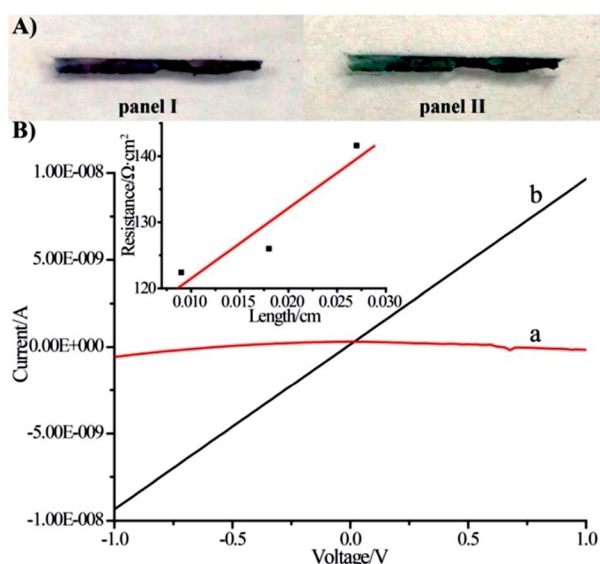 A)
panel I
panel II
B)
Resistance/Ω·cm²
140
130
120
0.010
0.015
0.020
0.025
0.030
Length/cm
Current/A
1.00E-008
5.00E-009
0.00E+000
-5.00E-009
-1.00E-008
b
a
-1.0
-0.5
0.0
0.5
1.0
Voltage/V